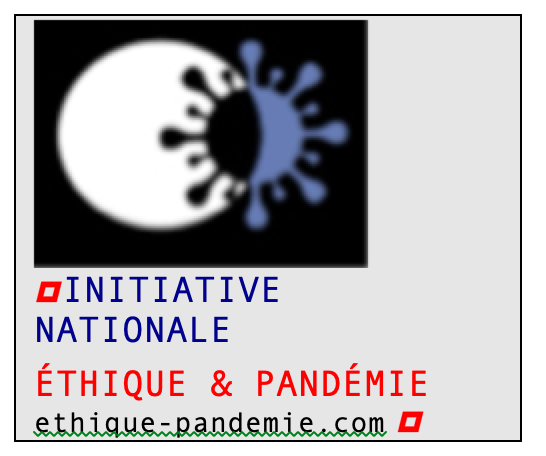 INITIATIVE
NATIONALE
ÉTHIQUE & PANDÉMIE
ethique-pandemie.com